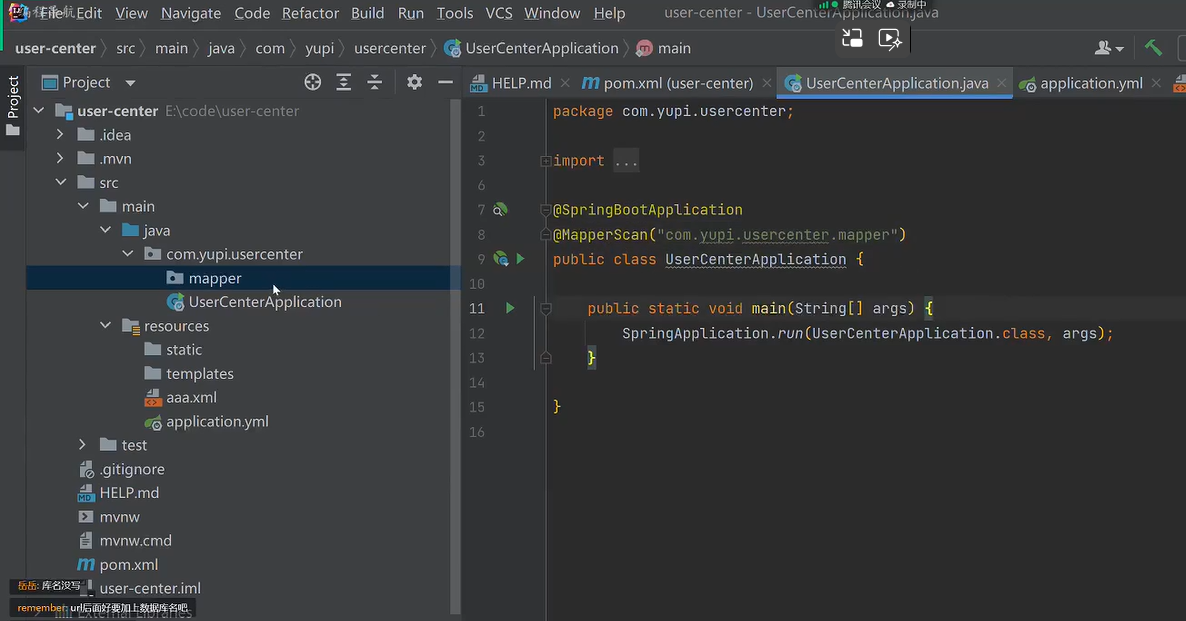 File Edit View Navigate Code Refactor Build Run Tools VCS Window Help user-center - UserCenterApplication.java
腾讯会议 录制中
user-center src main java com yupi usercenter UserCenterApplication main
Project
Project
HELP.md pom.xml (user-center) UserCenterApplication.java application.yml
user-center E:\code\user-center
.idea
.mvn
src
main
java
com.yupi.usercenter
mapper
UserCenterApplication
resources
static
templates
aaa.xml
application.yml
test
.gitignore
HELP.md
mvnw
mvnw.cmd
pom.xml
user-center.iml
External Libraries
岳岳: 库名没写
remember: url后面好要加上数据库名吧
1 package com.yupi.usercenter;
2
3 import ...
6
7 @SpringBootApplication
8 @MapperScan("com.yupi.usercenter.mapper")
9 public class UserCenterApplication {
10
11 public static void main(String[] args) {
12 SpringApplication.run(UserCenterApplication.class, args);
13 }
14
15 }
16